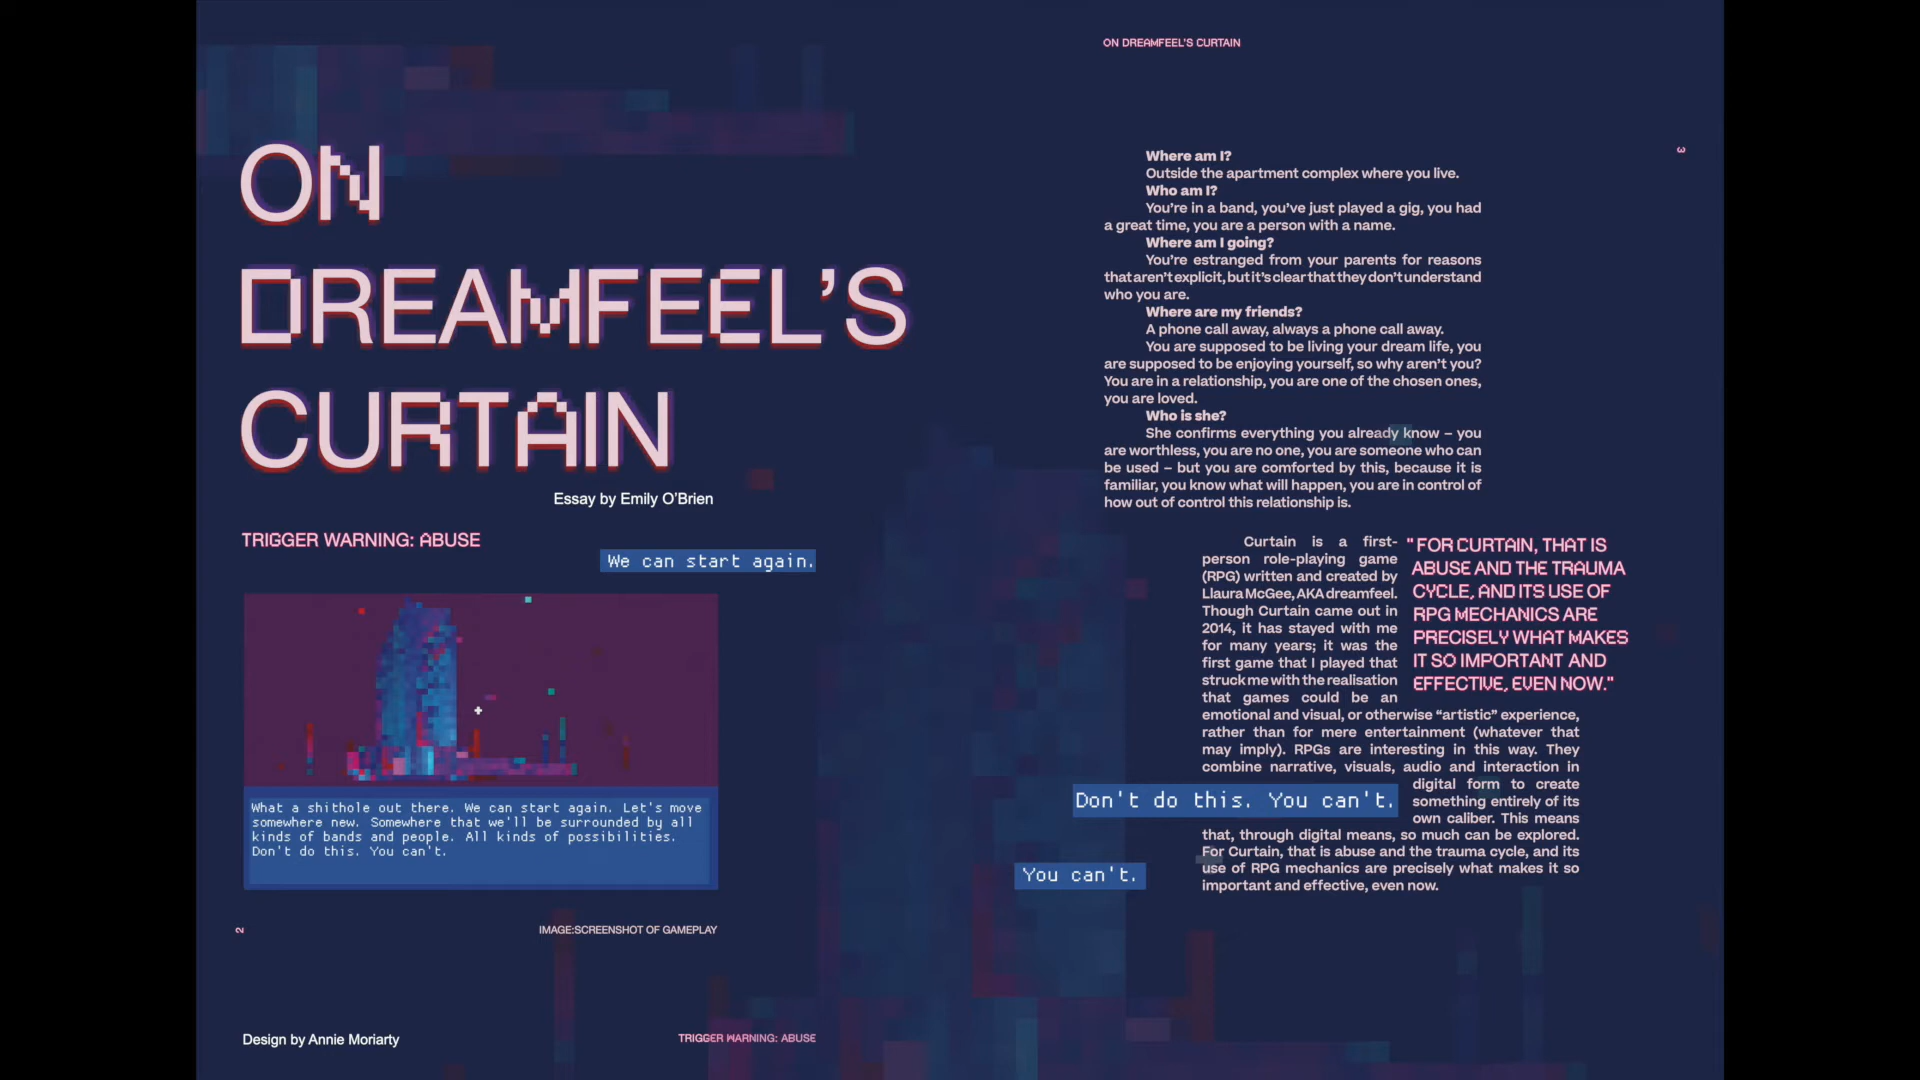 ON DREAMFEEL'S CURTAIN
ON
DREAMFEEL'S
CURTAIN
Essay by Emily O'Brien
TRIGGER WARNING: ABUSE
We can start again.
What a shithole out there. We can start again. Let's move
somewhere new. Somewhere that we'll be surrounded by all
kinds of bands and people. All kinds of possibilities.
Don't do this. You can't.
2
IMAGE:SCREENSHOT OF GAMEPLAY
Design by Annie Moriarty
TRIGGER WARNING: ABUSE
3
Where am I?
Outside the apartment complex where you live.
Who am I?
You're in a band, you've just played a gig, you had
a great time, you are a person with a name.
Where am I going?
You're estranged from your parents for reasons
that aren't explicit, but it's clear that they don't understand
who you are.
Where are my friends?
A phone call away, always a phone call away.
You are supposed to be living your dream life, you
are supposed to be enjoying yourself, so why aren't you?
You are in a relationship, you are one of the chosen ones,
you are loved.
Who is she?
She confirms everything you already know – you
are worthless, you are no one, you are someone who can
be used – but you are comforted by this, because it is
familiar, you know what will happen, you are in control of
how out of control this relationship is.
Curtain is a first-
person role-playing game
(RPG) written and created by
Llaura McGee, AKA dreamfeel.
Though Curtain came out in
2014, it has stayed with me
for many years; it was the
first game that I played that
struck me with the realisation
that games could be an
emotional and visual, or otherwise “artistic” experience,
rather than for mere entertainment (whatever that
may imply). RPGs are interesting in this way. They
combine narrative, visuals, audio and interaction in
digital form to create
something entirely of its
own caliber. This means
that, through digital means, so much can be explored.
For Curtain, that is abuse and the trauma cycle, and its
use of RPG mechanics are precisely what makes it so
important and effective, even now.
"FOR CURTAIN, THAT IS
ABUSE AND THE TRAUMA
CYCLE, AND ITS USE OF
RPG MECHANICS ARE
PRECISELY WHAT MAKES
IT SO IMPORTANT AND
EFFECTIVE, EVEN NOW."
Don't do this. You can't.
You can't.